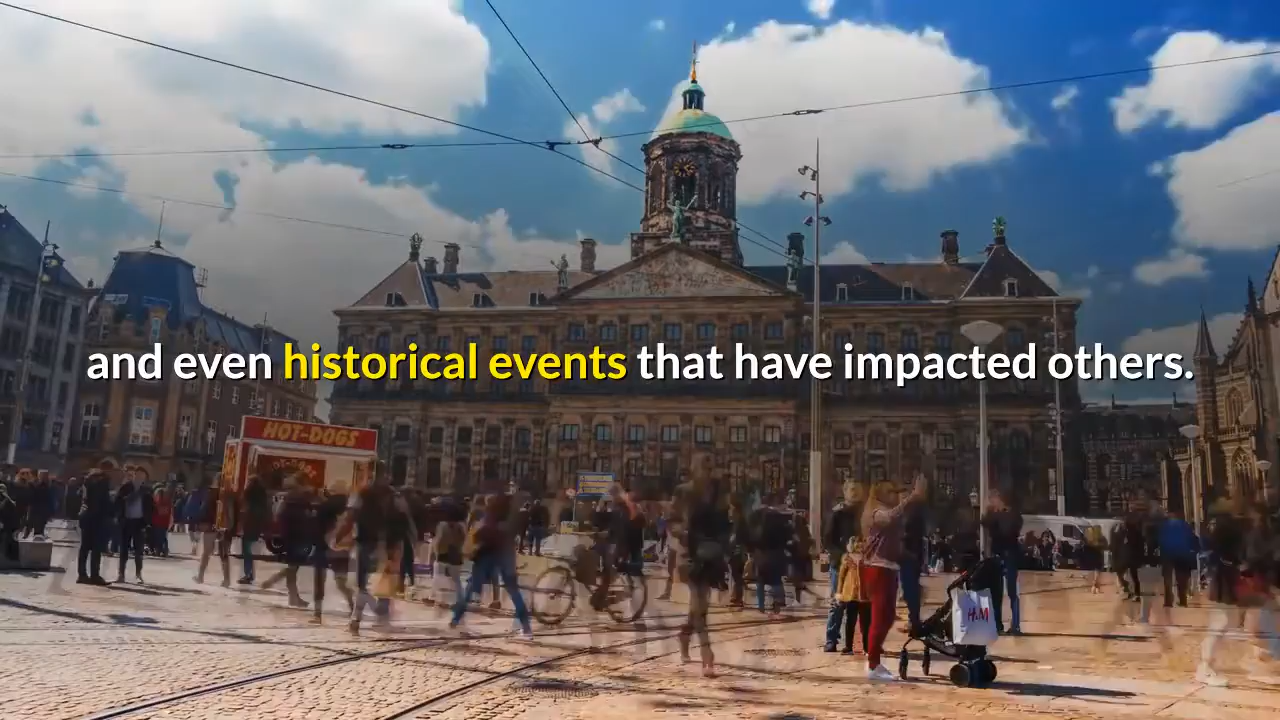 and even historical events that have impacted others.
HOT-DOGS
H&M